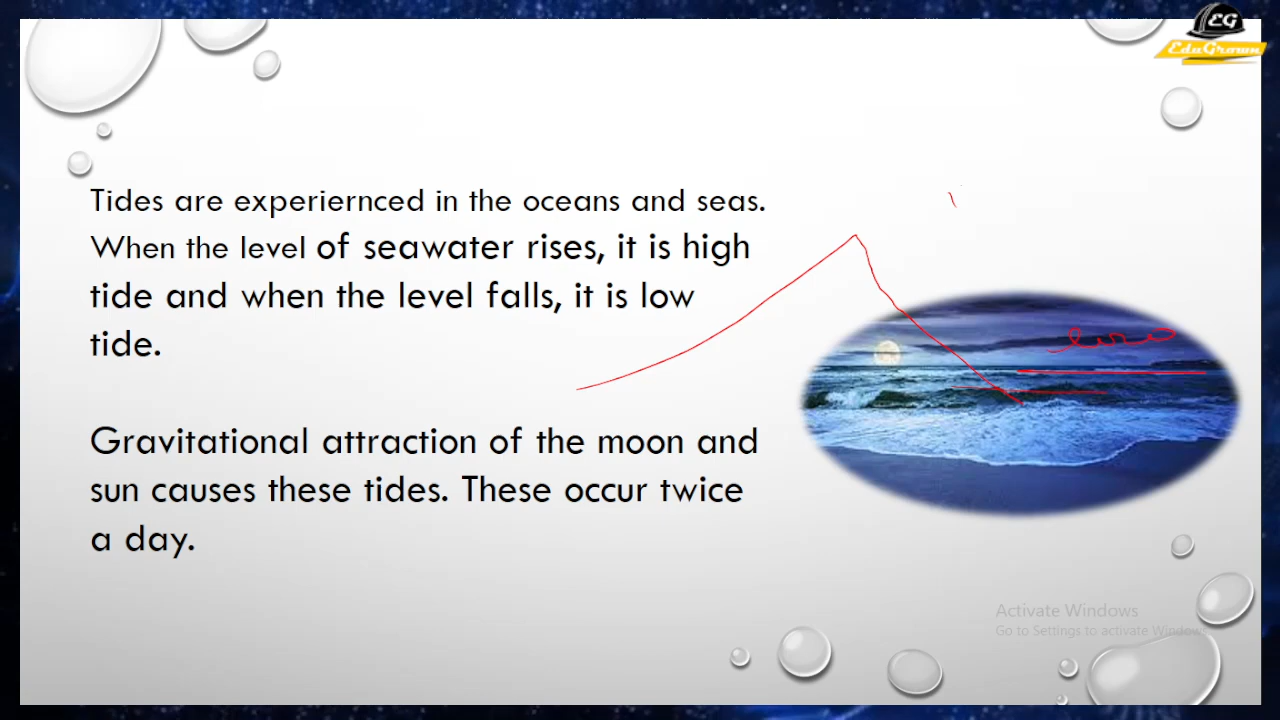 EG
EduGrown
Tides are experiernced in the oceans and seas.
When the level of seawater rises, it is high
tide and when the level falls, it is low
tide.
Gravitational attraction of the moon and
sun causes these tides. These occur twice
a day.
Activate Windows
Go to Settings to activate Windows.